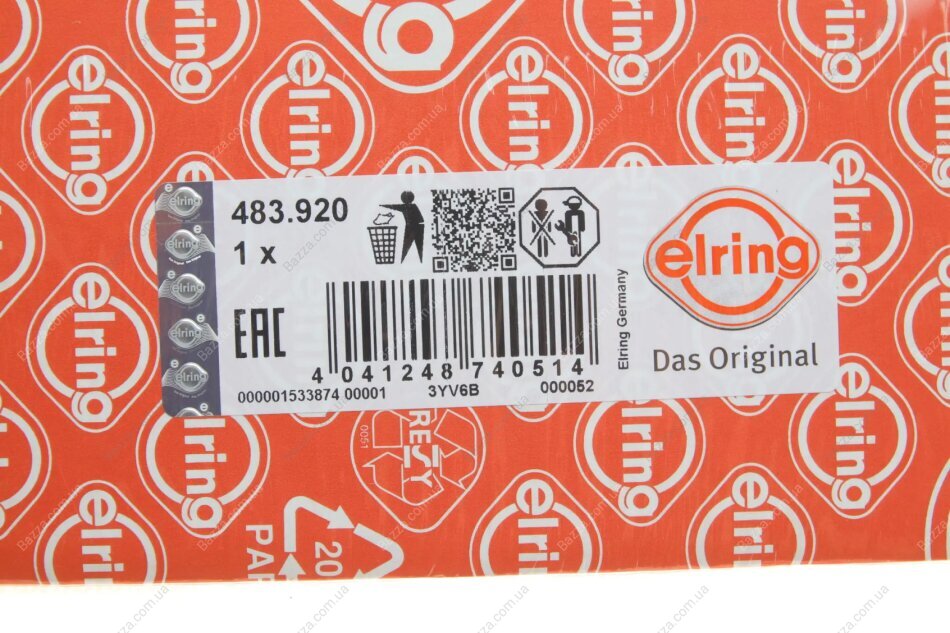 483.920
1 x
EAC
4 041248 740514
000001533874 00001
3YV6B
000052
Elring Germany
elring
Das Original
RESY
0051
20
PAP
elring
Bazza.com.ua